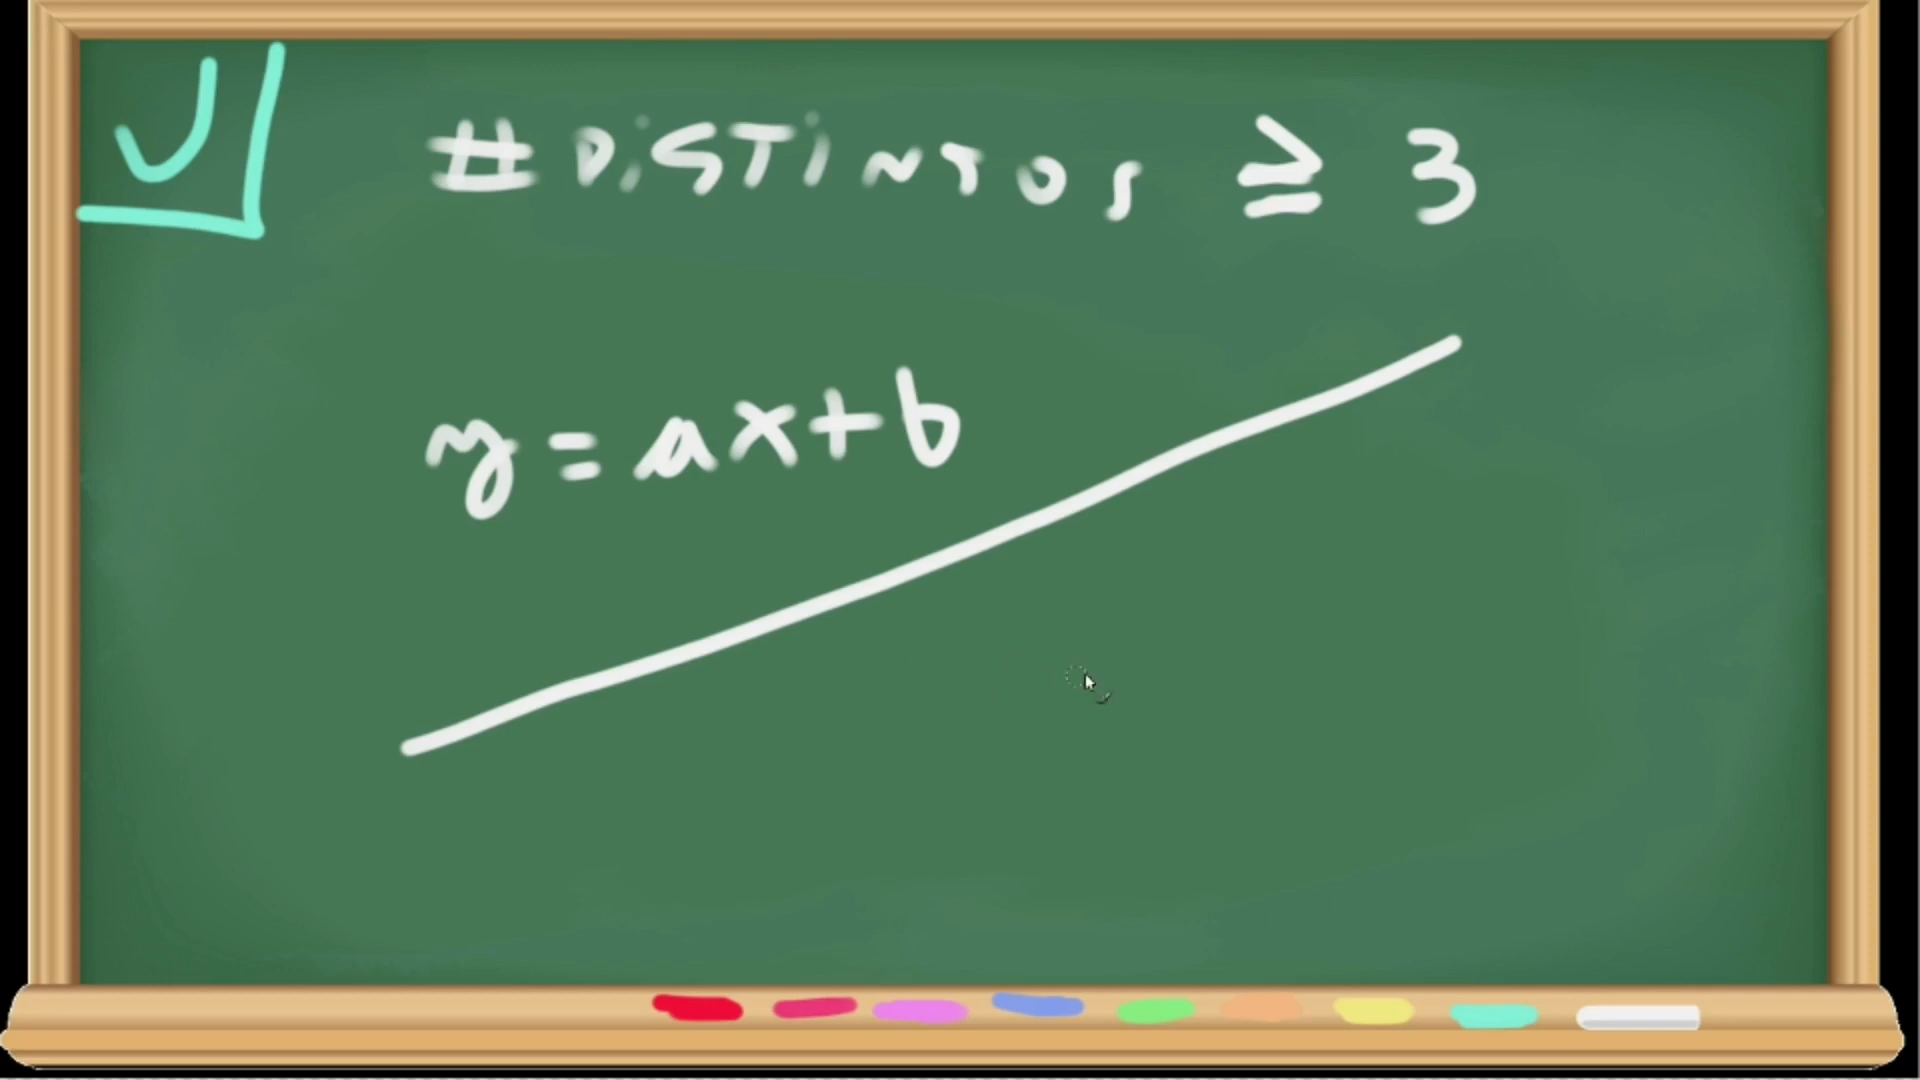 # DiSTiNTOS ≥ 3
y = ax + b